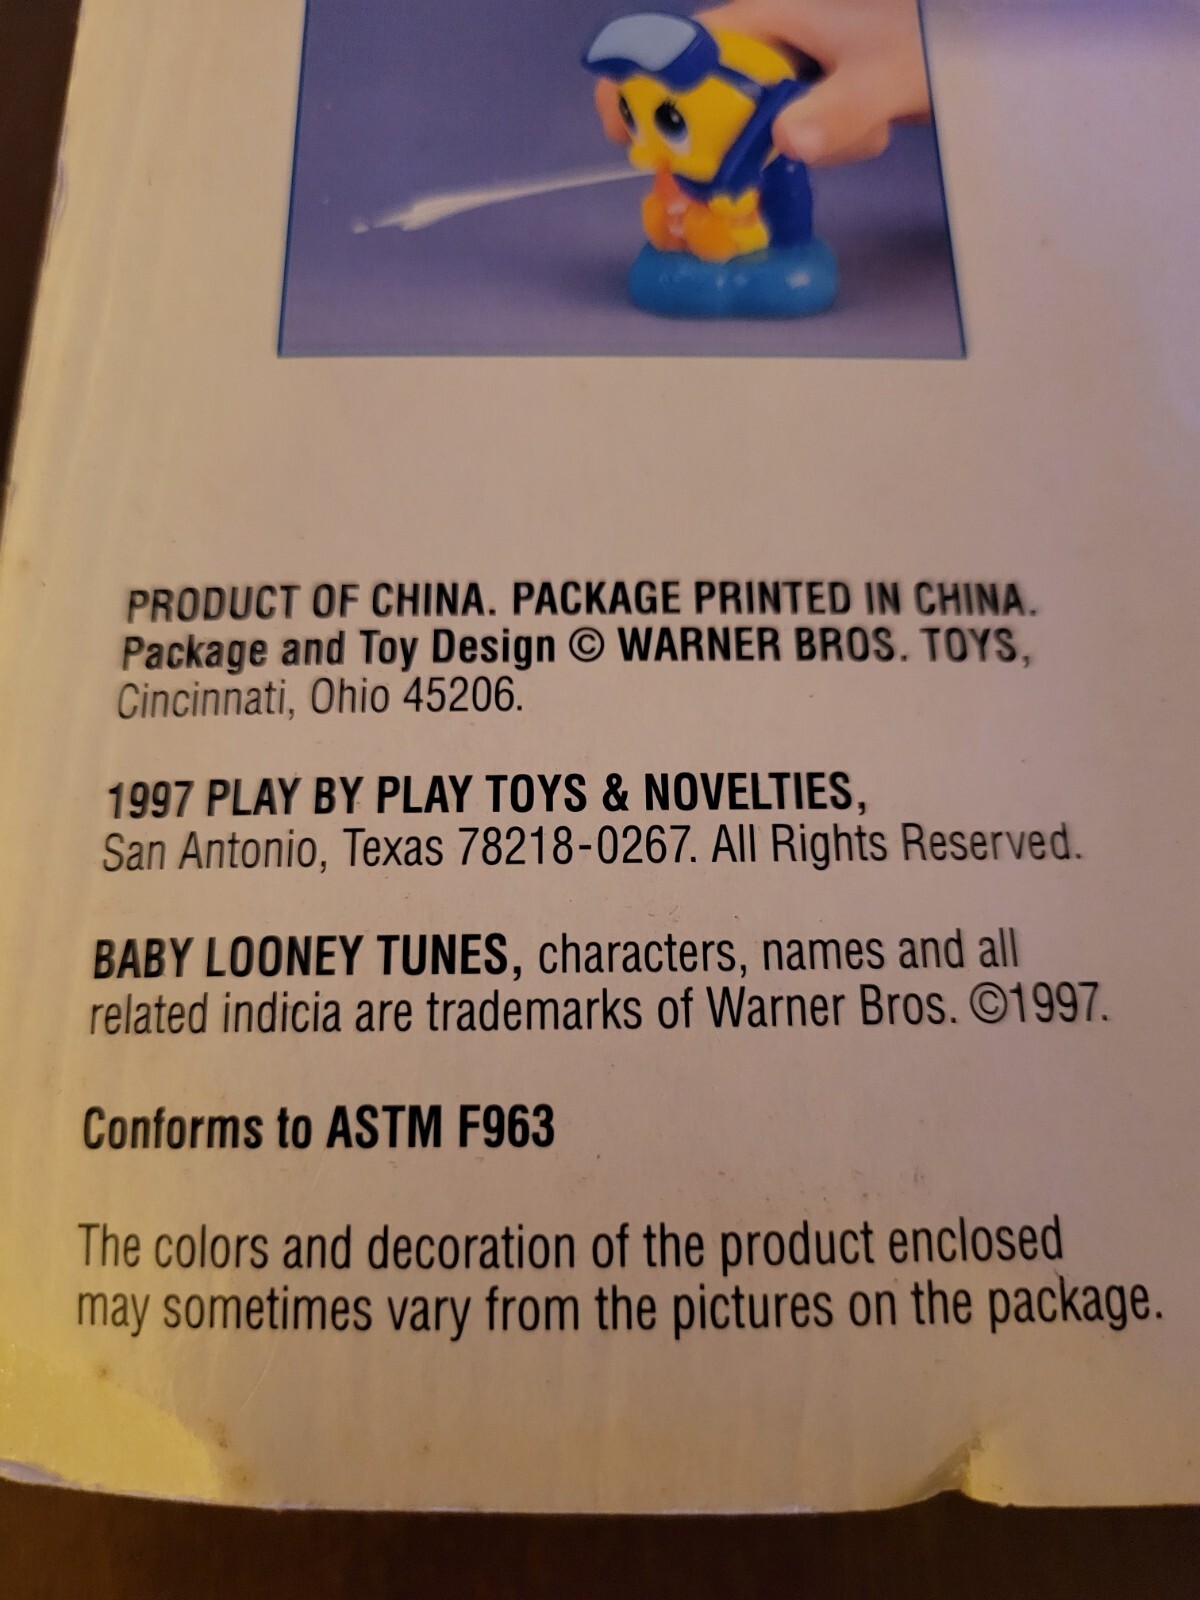 PRODUCT OF CHINA. PACKAGE PRINTED IN CHINA.
Package and Toy Design © WARNER BROS. TOYS,
Cincinnati, Ohio 45206.
1997 PLAY BY PLAY TOYS & NOVELTIES,
San Antonio, Texas 78218-0267. All Rights Reserved.
BABY LOONEY TUNES, characters, names and all
related indicia are trademarks of Warner Bros. ©1997.
Conforms to ASTM F963
The colors and decoration of the product enclosed
may sometimes vary from the pictures on the package.